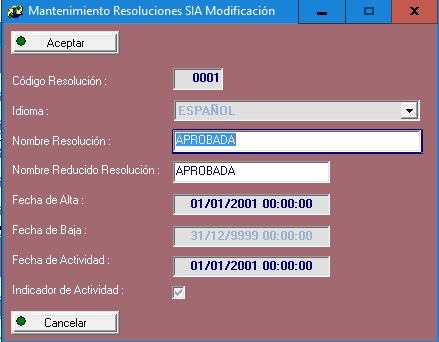 Mantenimiento Resoluciones SIA Modificación
Aceptar
Código Resolución : 0001
Idioma : ESPAÑOL
Nombre Resolución : APROBADA
Nombre Reducido Resolución : APROBADA
Fecha de Alta : 01/01/2001 00:00:00
Fecha de Baja : 31/12/9999 00:00:00
Fecha de Actividad : 01/01/2001 00:00:00
Indicador de Actividad :
Cancelar